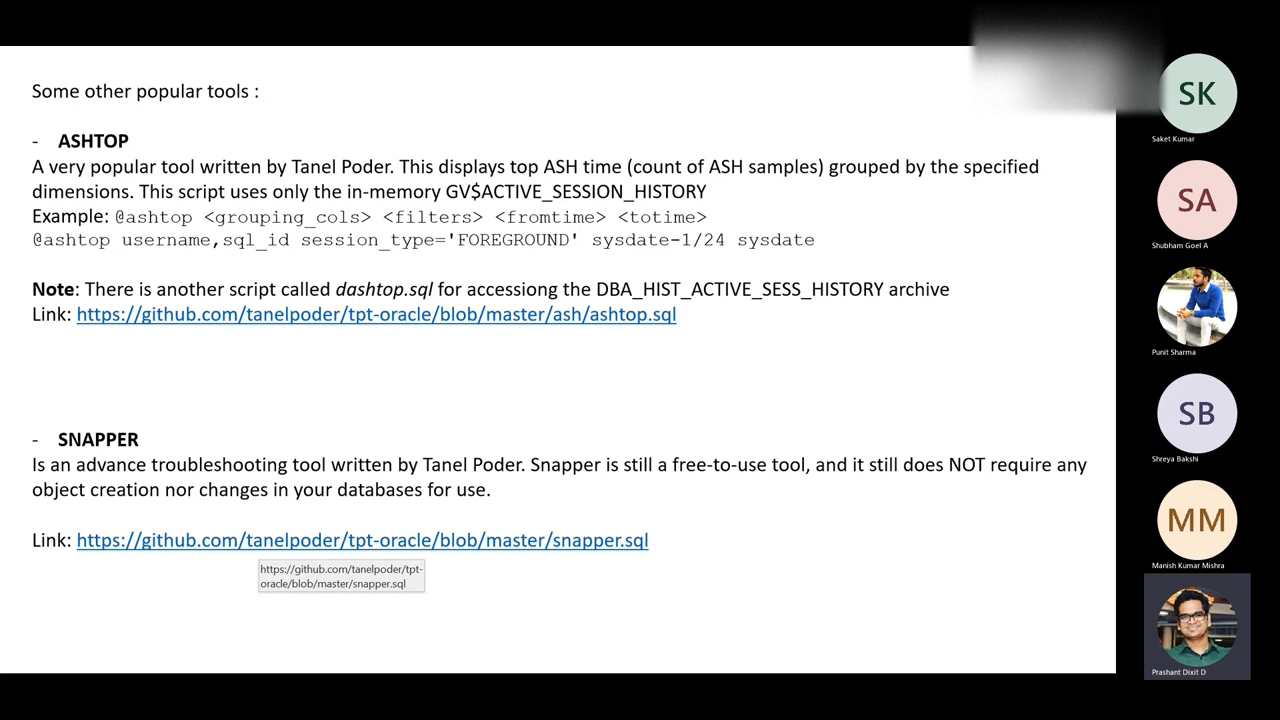 Some other popular tools :
- ASHTOP
A very popular tool written by Tanel Poder. This displays top ASH time (count of ASH samples) grouped by the specified
dimensions. This script uses only the in-memory GV$ACTIVE_SESSION_HISTORY
Example: @ashtop <grouping_cols> <filters> <fromtime> <totime>
@ashtop username,sql_id session_type='FOREGROUND' sysdate-1/24 sysdate
Note: There is another script called dashtop.sql for accessiong the DBA_HIST_ACTIVE_SESS_HISTORY archive
Link: https://github.com/tanelpoder/tpt-oracle/blob/master/ash/ashtop.sql
- SNAPPER
Is an advance troubleshooting tool written by Tanel Poder. Snapper is still a free-to-use tool, and it still does NOT require any
object creation nor changes in your databases for use.
Link: https://github.com/tanelpoder/tpt-oracle/blob/master/snapper.sql
https://github.com/tanelpoder/tpt-
oracle/blob/master/snapper.sql
SK
Saket Kumar
SA
Shubham Goel A
Punit Sharma
SB
Shreya Bakshi
MM
Manish Kumar Mishra
Prashant Dixit D